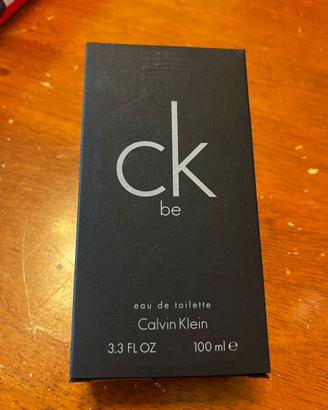 ck
be
eau de toilette
Calvin Klein
3.3 FL OZ 100 ml ℮